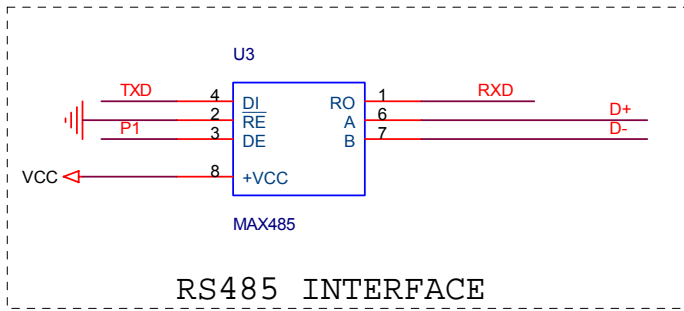 U3
TXD 4 DI RO 1 RXD
2 RE A 6 D+
P1 3 DE B 7 D-
VCC 8 +VCC
MAX485
RS485 INTERFACE